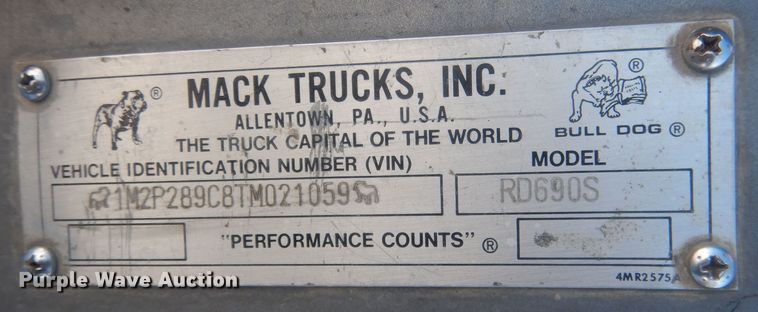 MACK TRUCKS, INC.
ALLENTOWN, PA., U.S.A.
THE TRUCK CAPITAL OF THE WORLD
BULL DOG ®
VEHICLE IDENTIFICATION NUMBER (VIN)
MODEL
1M2P289C8TM021059
RD690S
"PERFORMANCE COUNTS" ®
4MR2575A
Purple Wave Auction